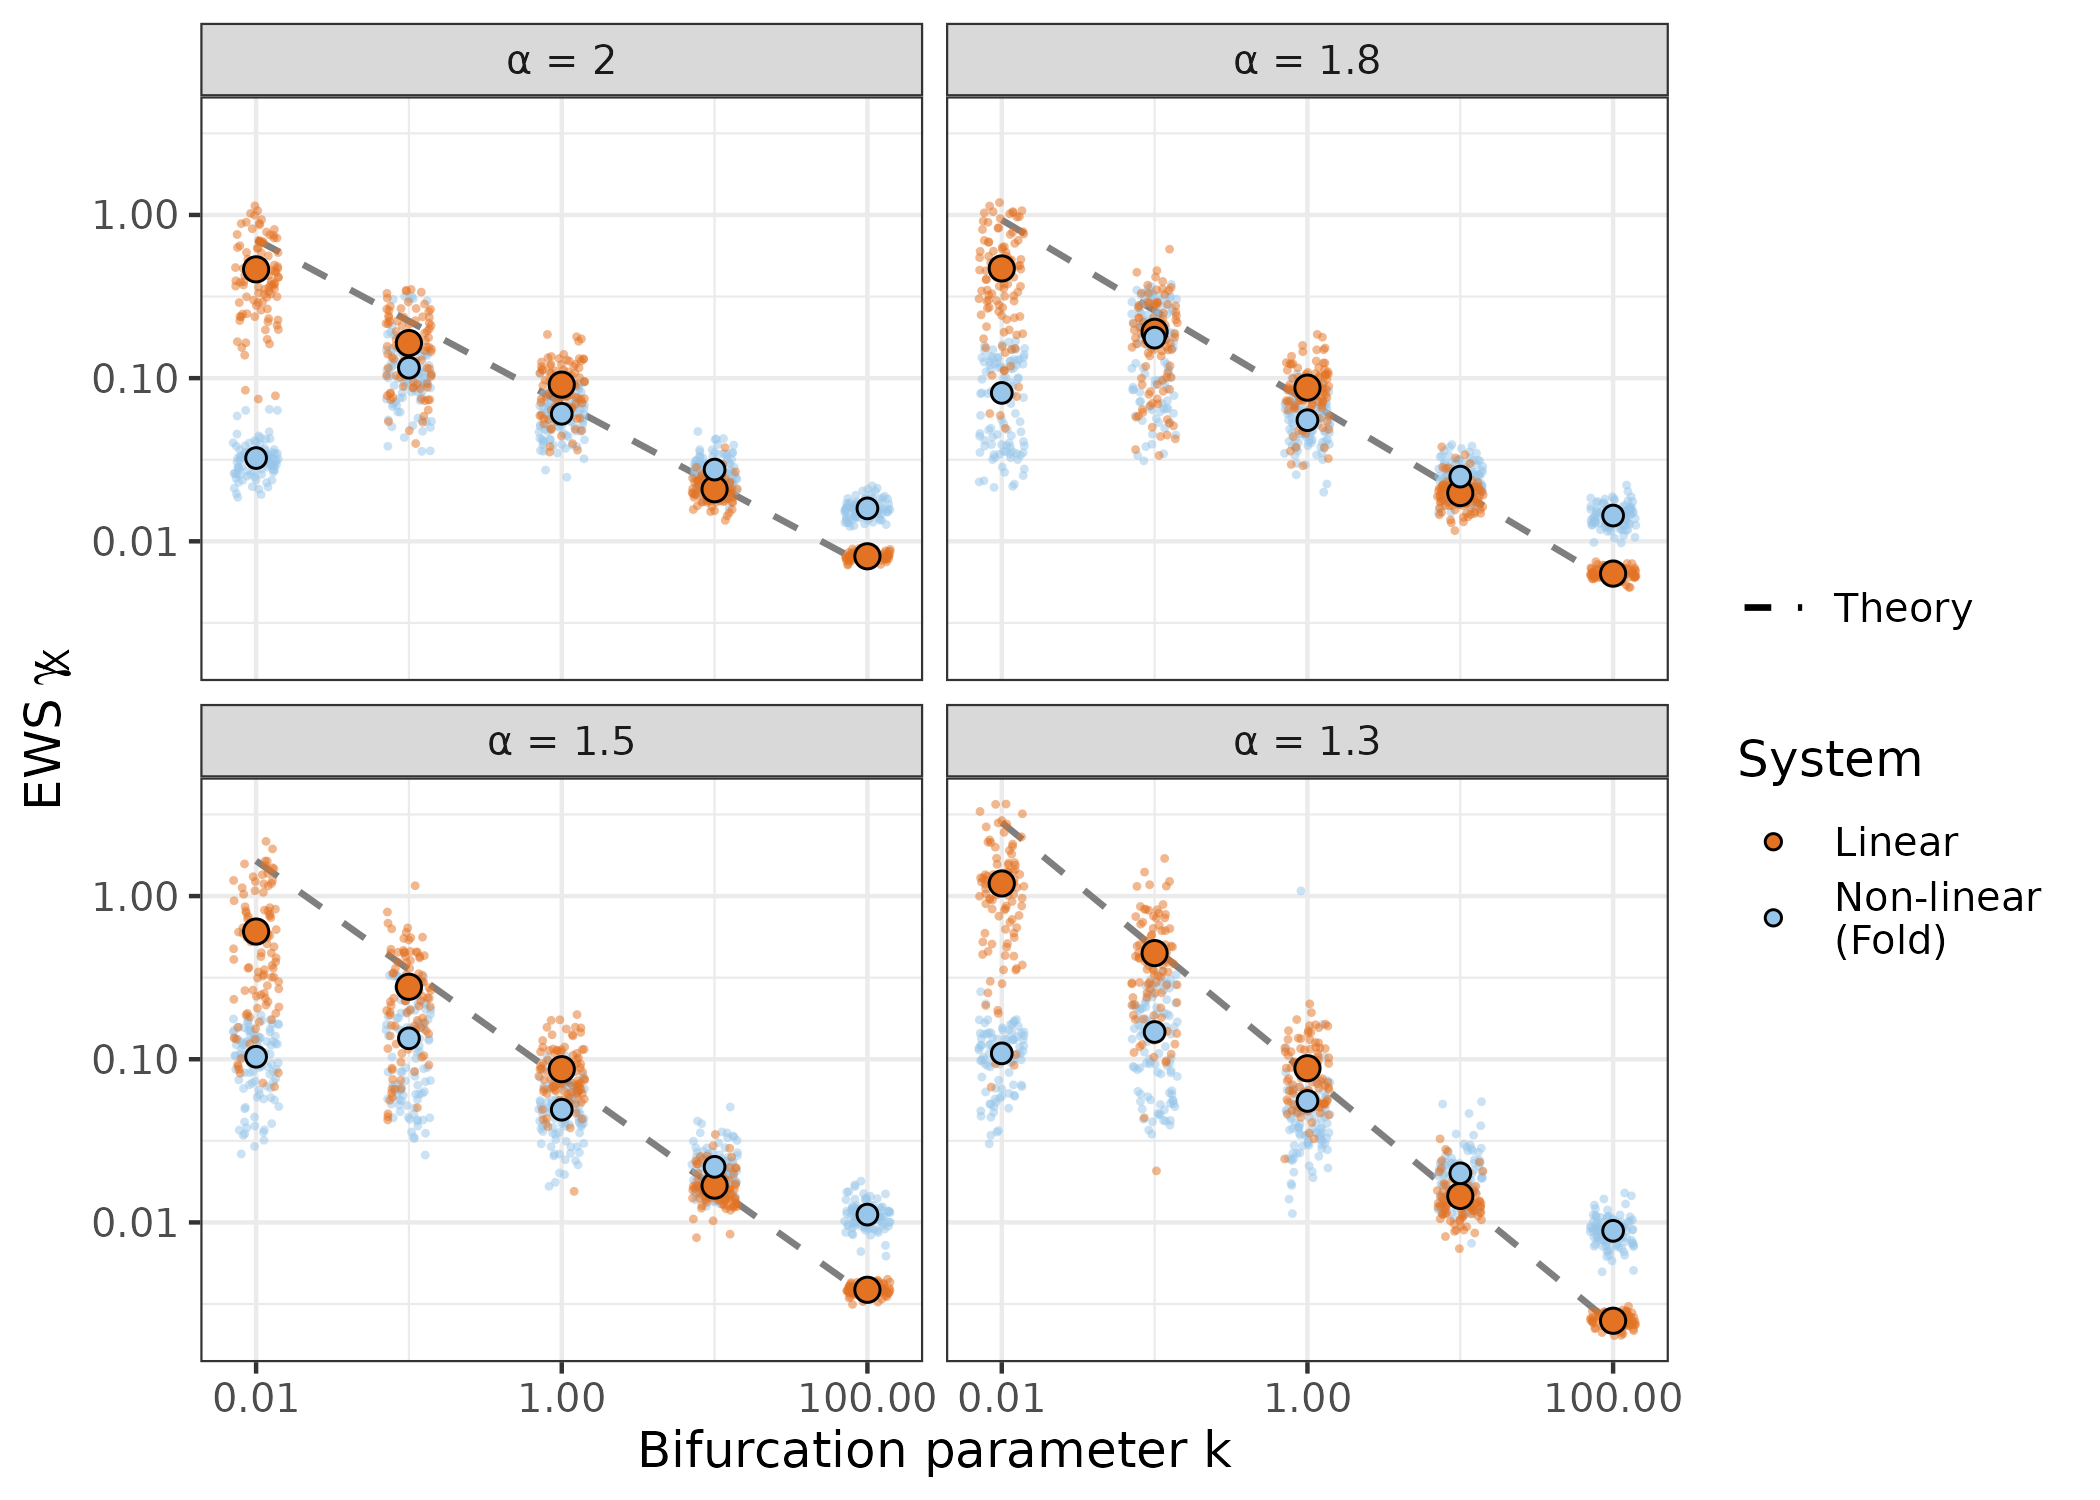 α = 2
α = 1.8
1.00
0.10
0.01
α = 1.5
α = 1.3
1.00
0.10
0.01
0.01
1.00
100.00
0.01
1.00
100.00
Bifurcation parameter k
EWS γX
Theory
System
Linear
Non-linear
(Fold)